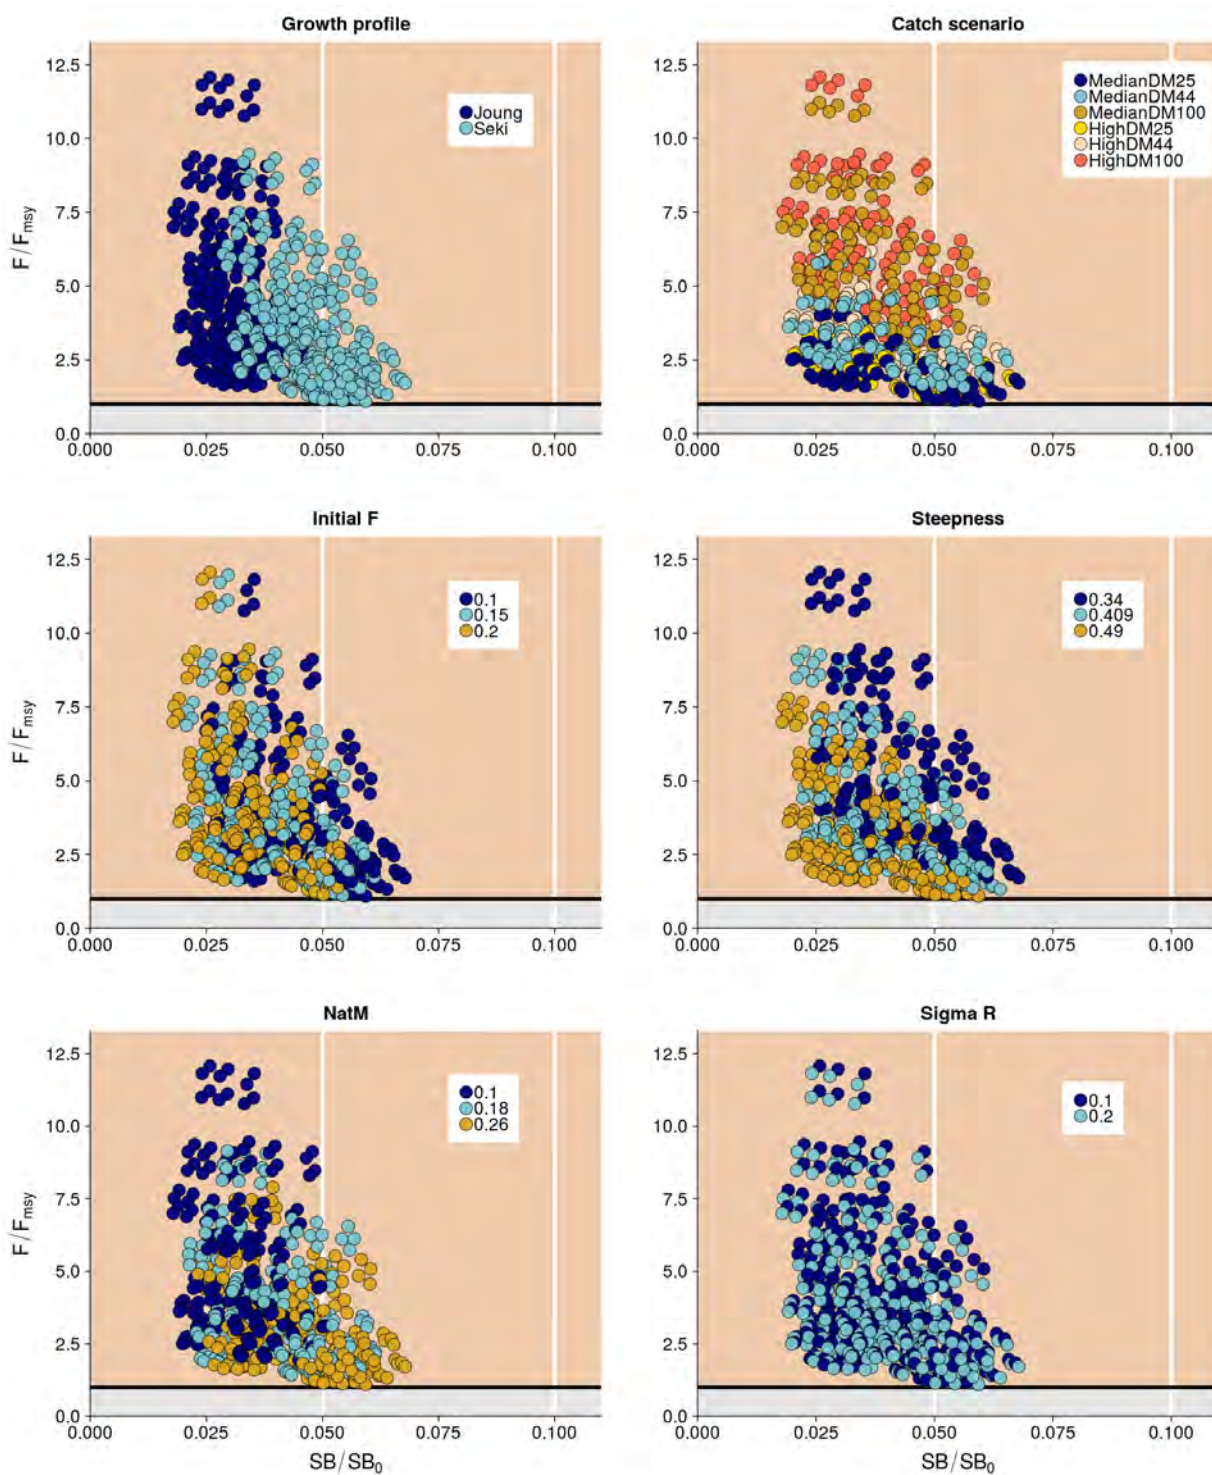 Growth profile
12.5
10.0
7.5
5.0
2.5
0.0
F/Fmsy
Joung
Seki
0.000 0.025 0.050 0.075 0.100
Catch scenario
12.5
10.0
7.5
5.0
2.5
0.0
MedianDM25
MedianDM44
MedianDM100
HighDM25
HighDM44
HighDM100
0.000 0.025 0.050 0.075 0.100
Initial F
12.5
10.0
7.5
5.0
2.5
0.0
F/Fmsy
0.1
0.15
0.2
0.000 0.025 0.050 0.075 0.100
Steepness
12.5
10.0
7.5
5.0
2.5
0.0
0.34
0.409
0.49
0.000 0.025 0.050 0.075 0.100
NatM
12.5
10.0
7.5
5.0
2.5
0.0
F/Fmsy
0.1
0.18
0.26
0.000 0.025 0.050 0.075 0.100
SB/SB0
Sigma R
12.5
10.0
7.5
5.0
2.5
0.0
0.1
0.2
0.000 0.025 0.050 0.075 0.100
SB/SB0